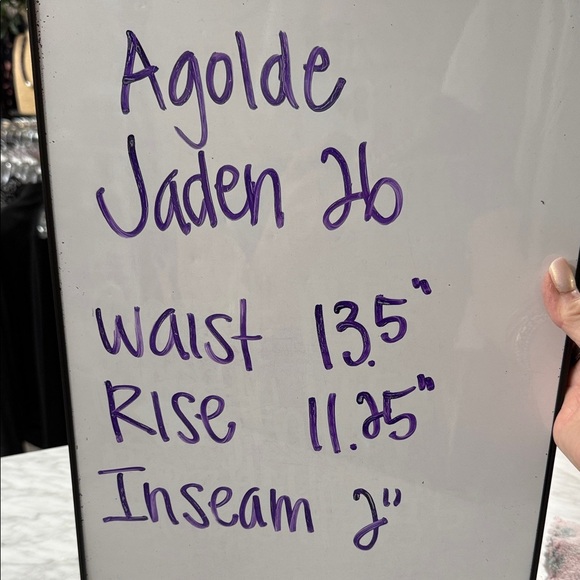 Agolde
Jaden 26
Waist 13.5"
Rise 11.25"
Inseam 2"